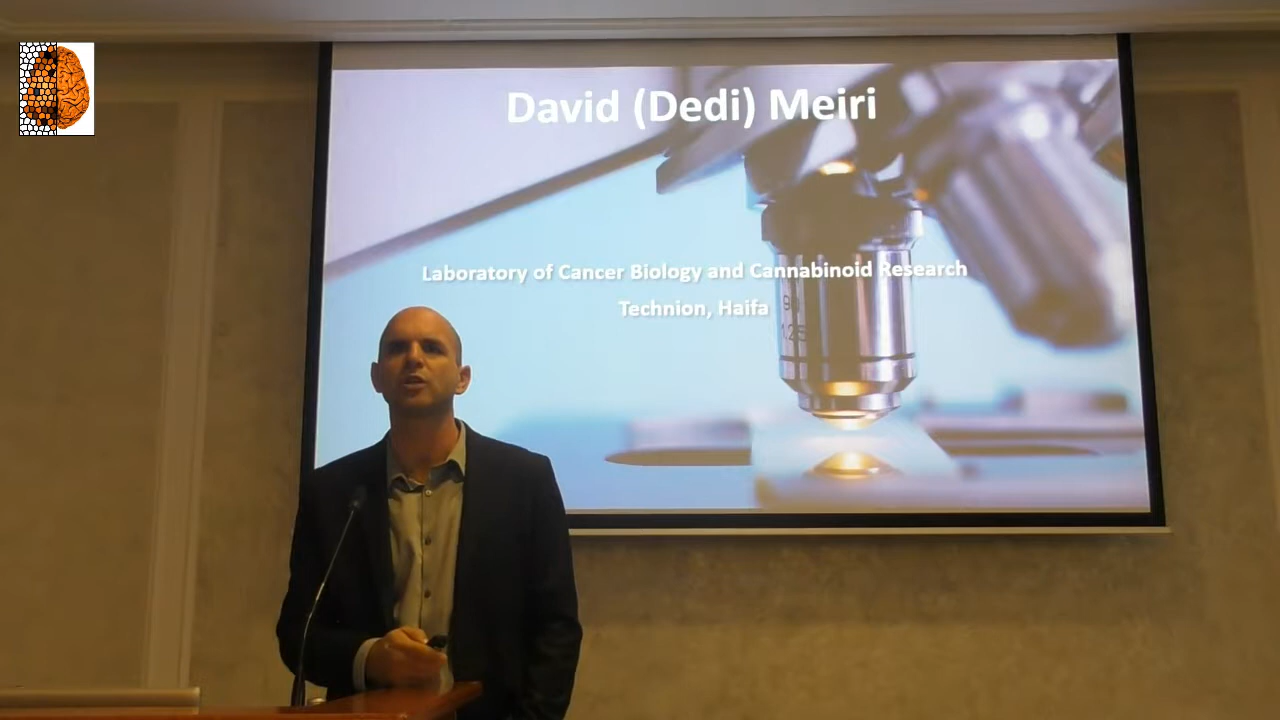 David (Dedi) Meiri
Laboratory of Cancer Biology and Cannabinoid Research
Technion, Haifa